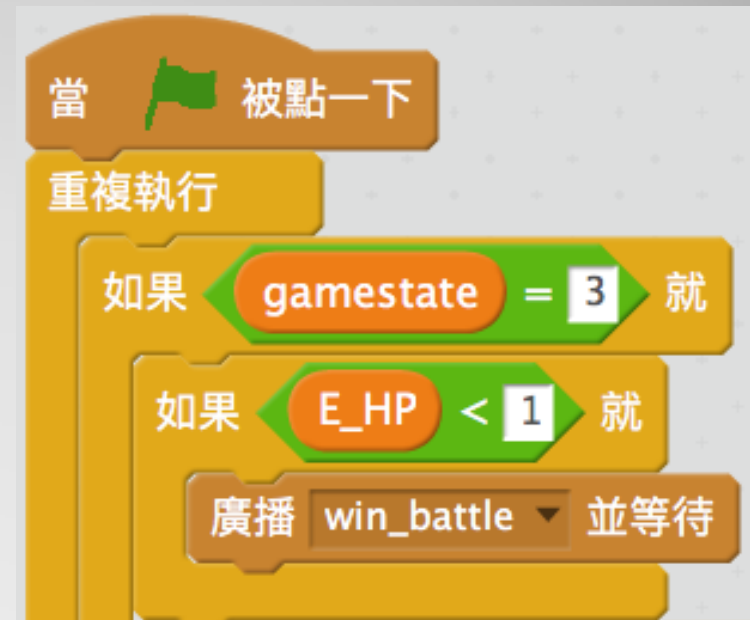 當 被點一下
重複執行
如果 gamestate = 3 就
如果 E_HP < 1 就
廣播 win_battle 並等待